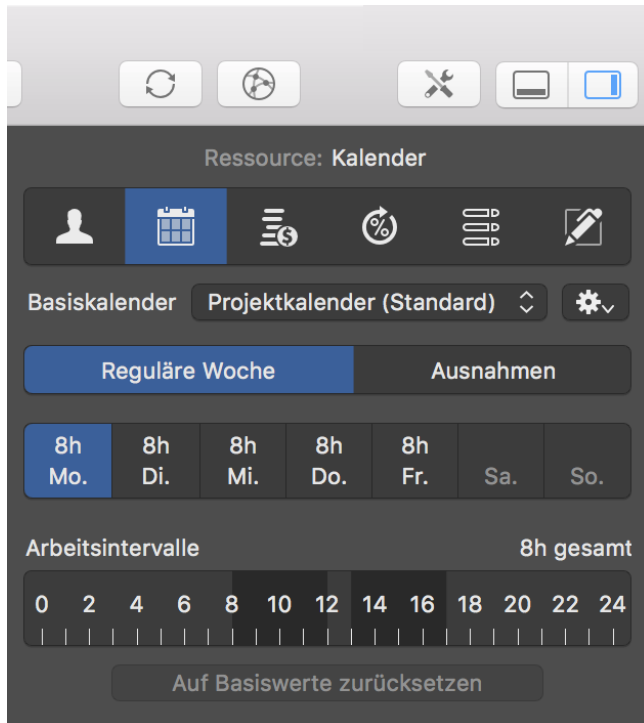 Ressource: Kalender
Basiskalender Projektkalender (Standard)
Reguläre Woche Ausnahmen
8h 8h 8h 8h 8h
Mo. Di. Mi. Do. Fr. Sa. So.
Arbeitsintervalle 8h gesamt
0 2 4 6 8 10 12 14 16 18 20 22 24
Auf Basiswerte zurücksetzen